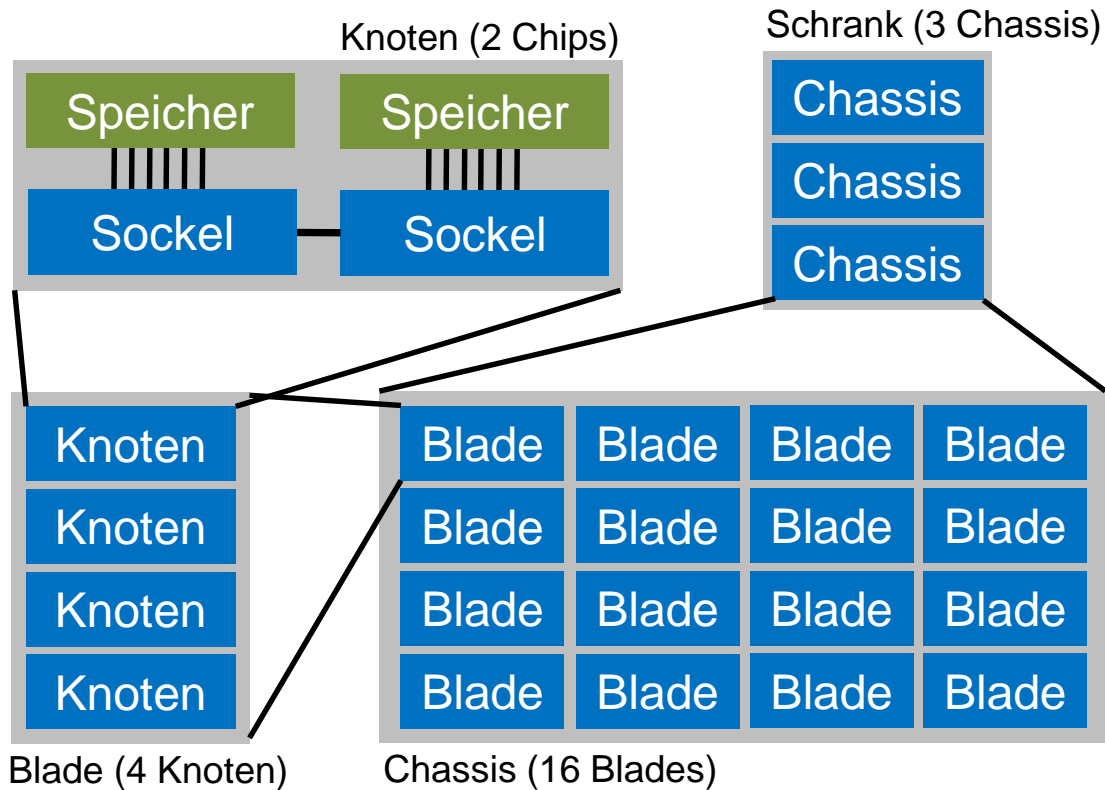 Knoten (2 Chips)
Speicher Speicher
Sockel Sockel
Schrank (3 Chassis)
Chassis
Chassis
Chassis
Knoten
Knoten
Knoten
Knoten
Blade (4 Knoten)
Blade Blade Blade Blade
Blade Blade Blade Blade
Blade Blade Blade Blade
Blade Blade Blade Blade
Chassis (16 Blades)